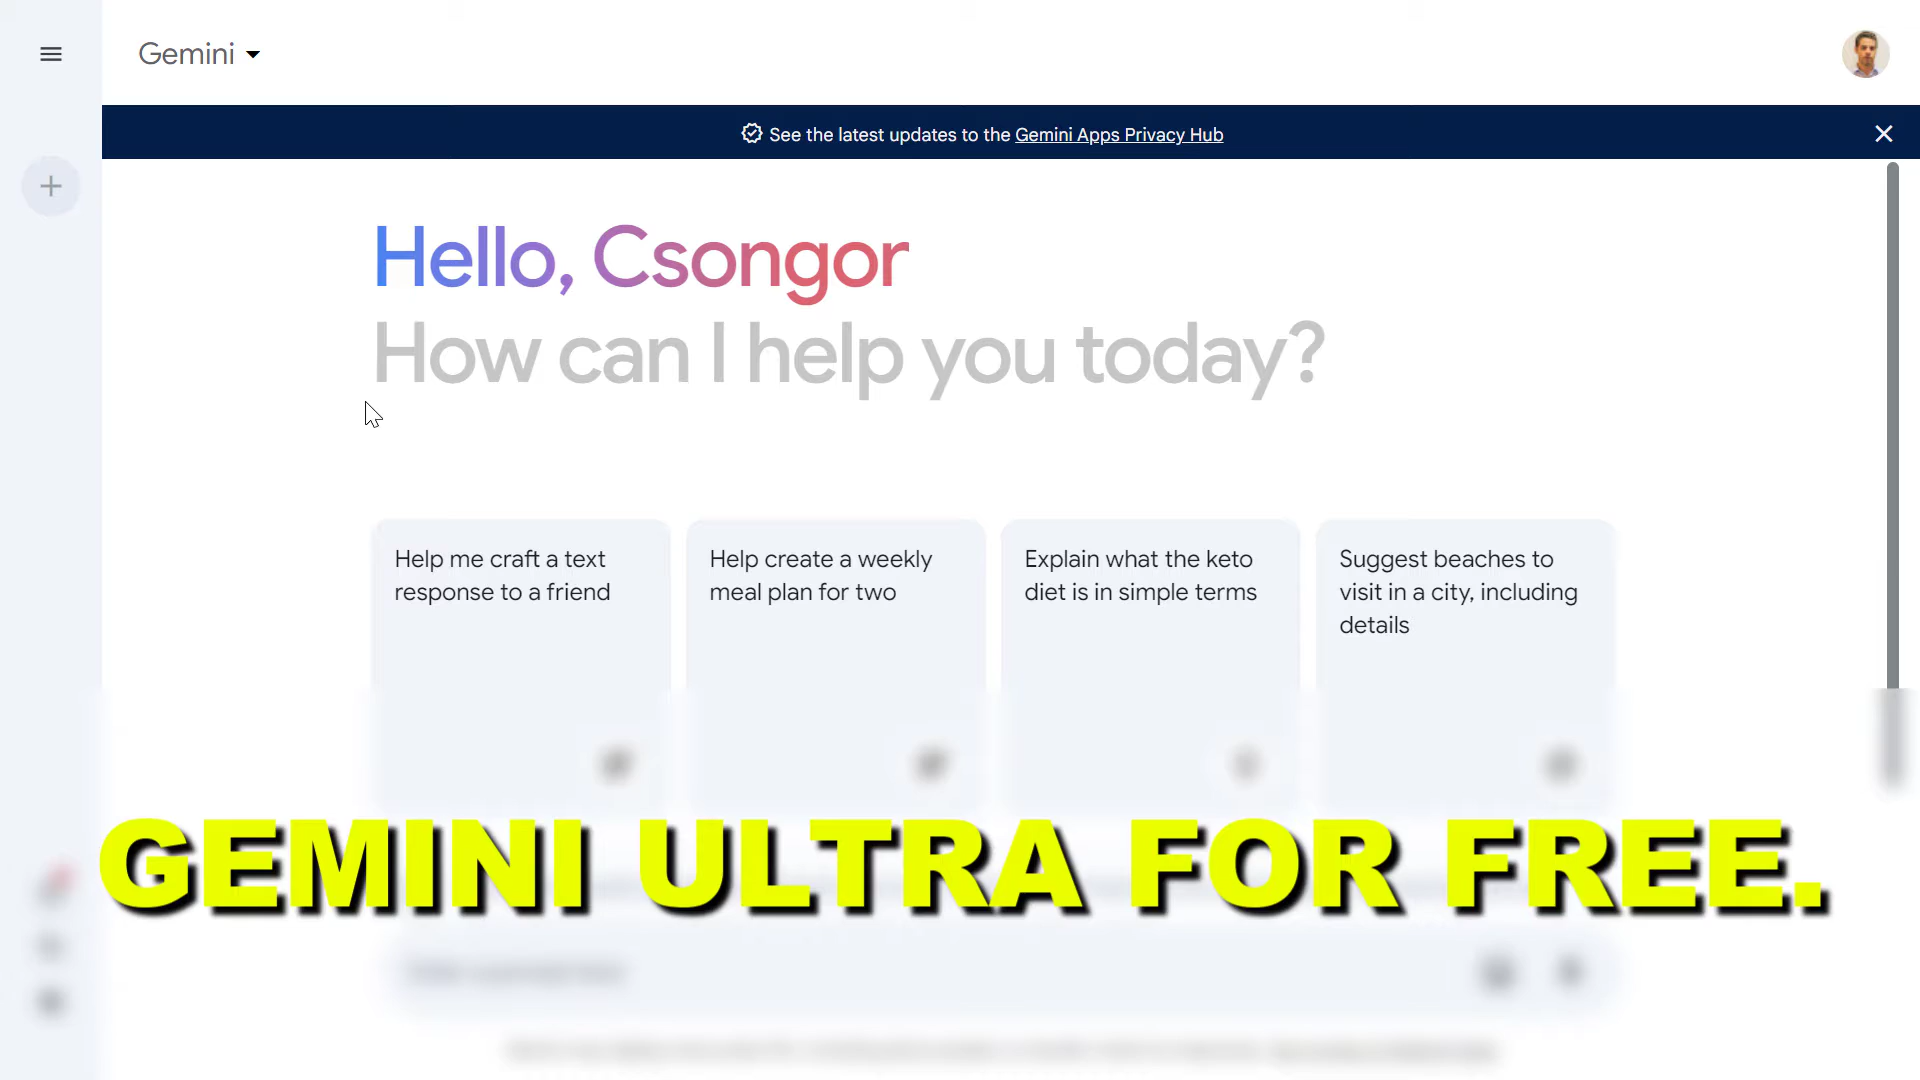 Gemini
See the latest updates to the Gemini Apps Privacy Hub
Hello, Csongor
How can I help you today?
Help me craft a text
response to a friend
Help create a weekly
meal plan for two
Explain what the keto
diet is in simple terms
Suggest beaches to
visit in a city, including
details
GEMINI ULTRA FOR FREE.